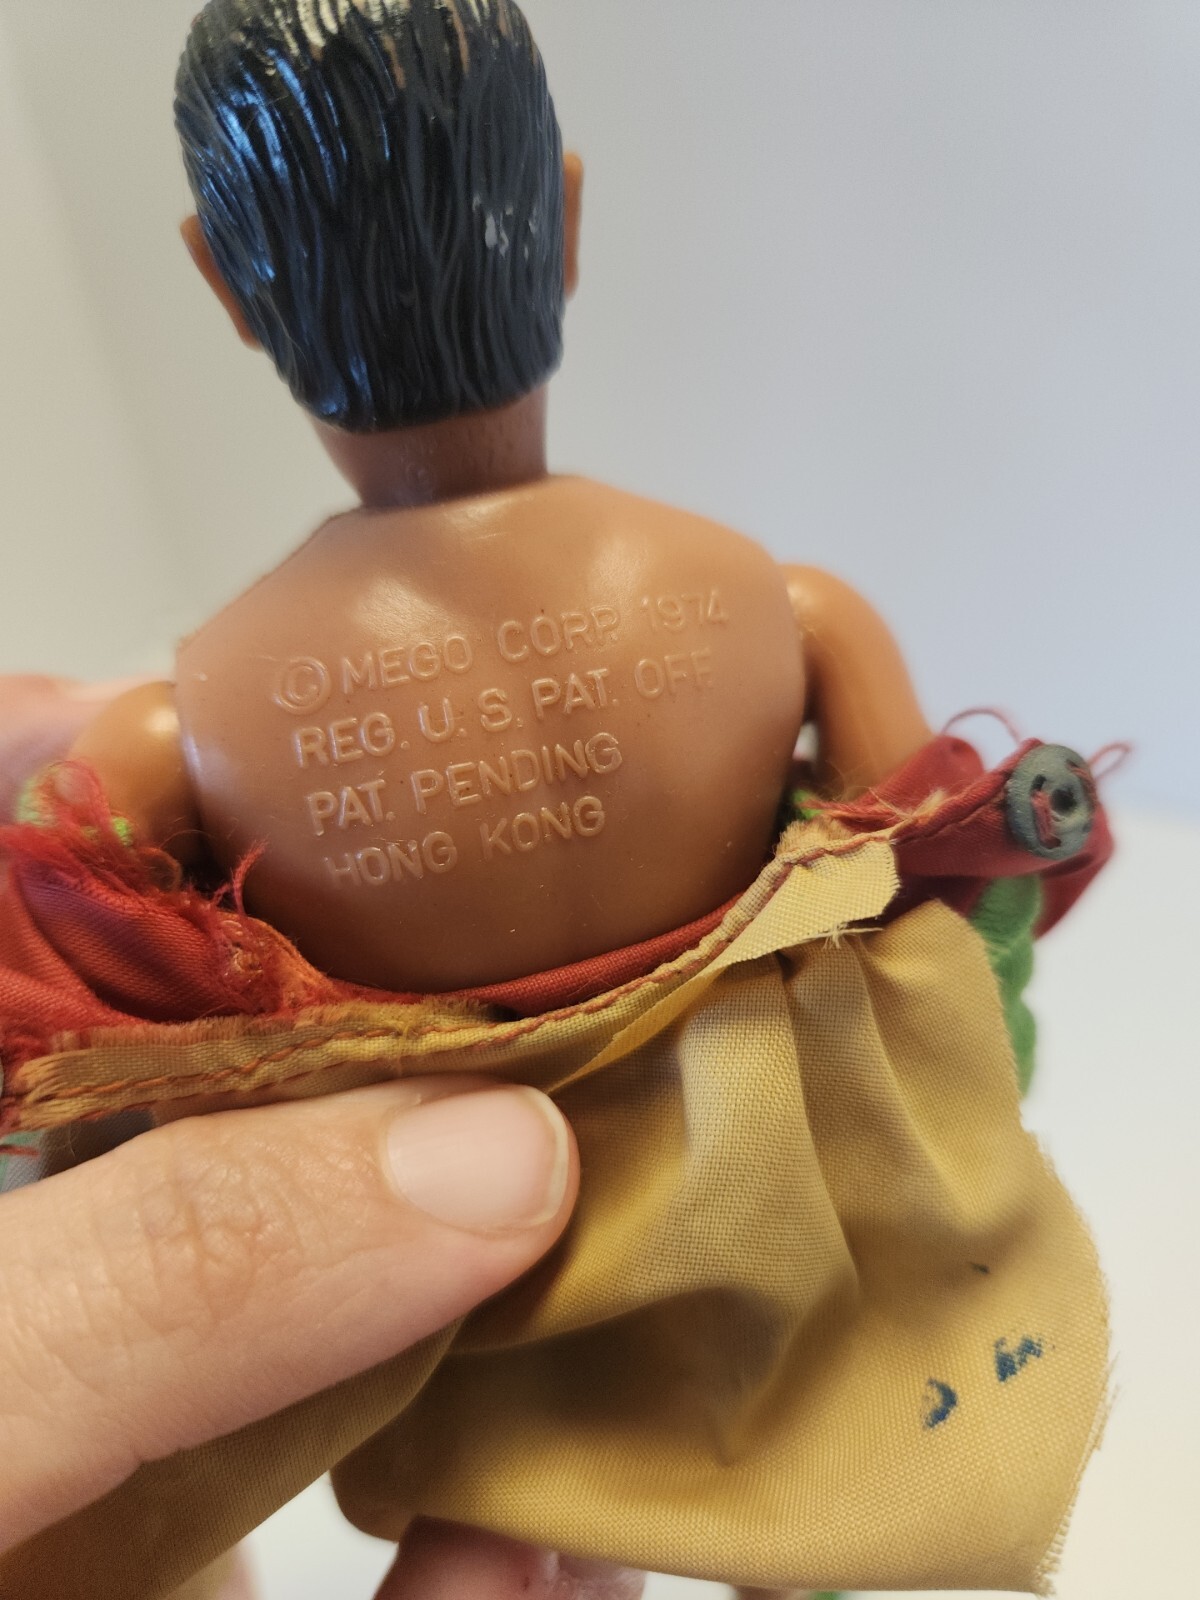 © MEGO CORP. 1974
REG. U.S. PAT. OFF.
PAT. PENDING
HONG KONG